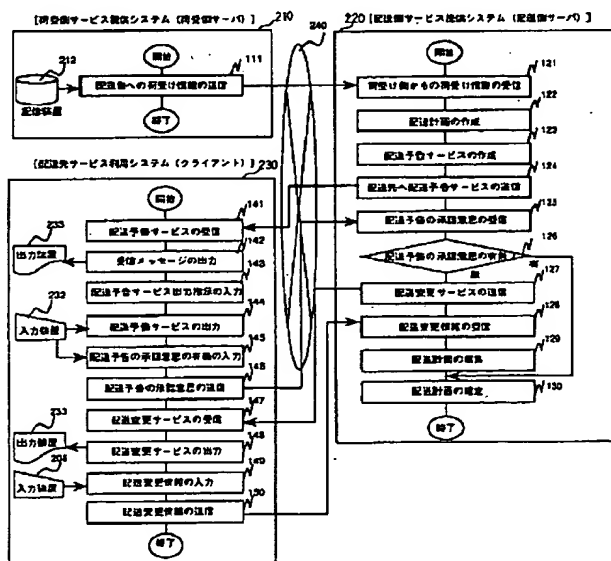 [荷受側サービス提供システム(荷受側サーバ)] 210
開始
212
111
配送側への荷受け情報の送信
記憶装置
終了
240
220 [配送側サービス提供システム(配送側サーバ)]
開始
121
荷受け側からの荷受け情報の受信
122
配送計画の作成
123
配送予告サービスの作成
124
配送先へ配送予告サービスの送信
125
配送予告の承認意思の受信
126
配送予告の承認意思の有無
有
無
127
配送変更サービスの送信
128
配送変更情報の受信
129
配送計画の編集
130
配送計画の確定
終了
[配送先サービス利用システム(クライアント)] 230
開始
141
配送予告サービスの受信
233
142
出力装置
受信メッセージの出力
143
配送予告サービス出力指示の入力
232
144
入力装置
配送予告サービスの出力
145
配送予告の承認意思の有無の入力
146
配送予告の承認意思の送信
147
配送変更サービスの受信
233
148
出力装置
配送変更サービスの出力
149
入力装置
配送変更情報の入力
150
配送変更情報の送信
終了